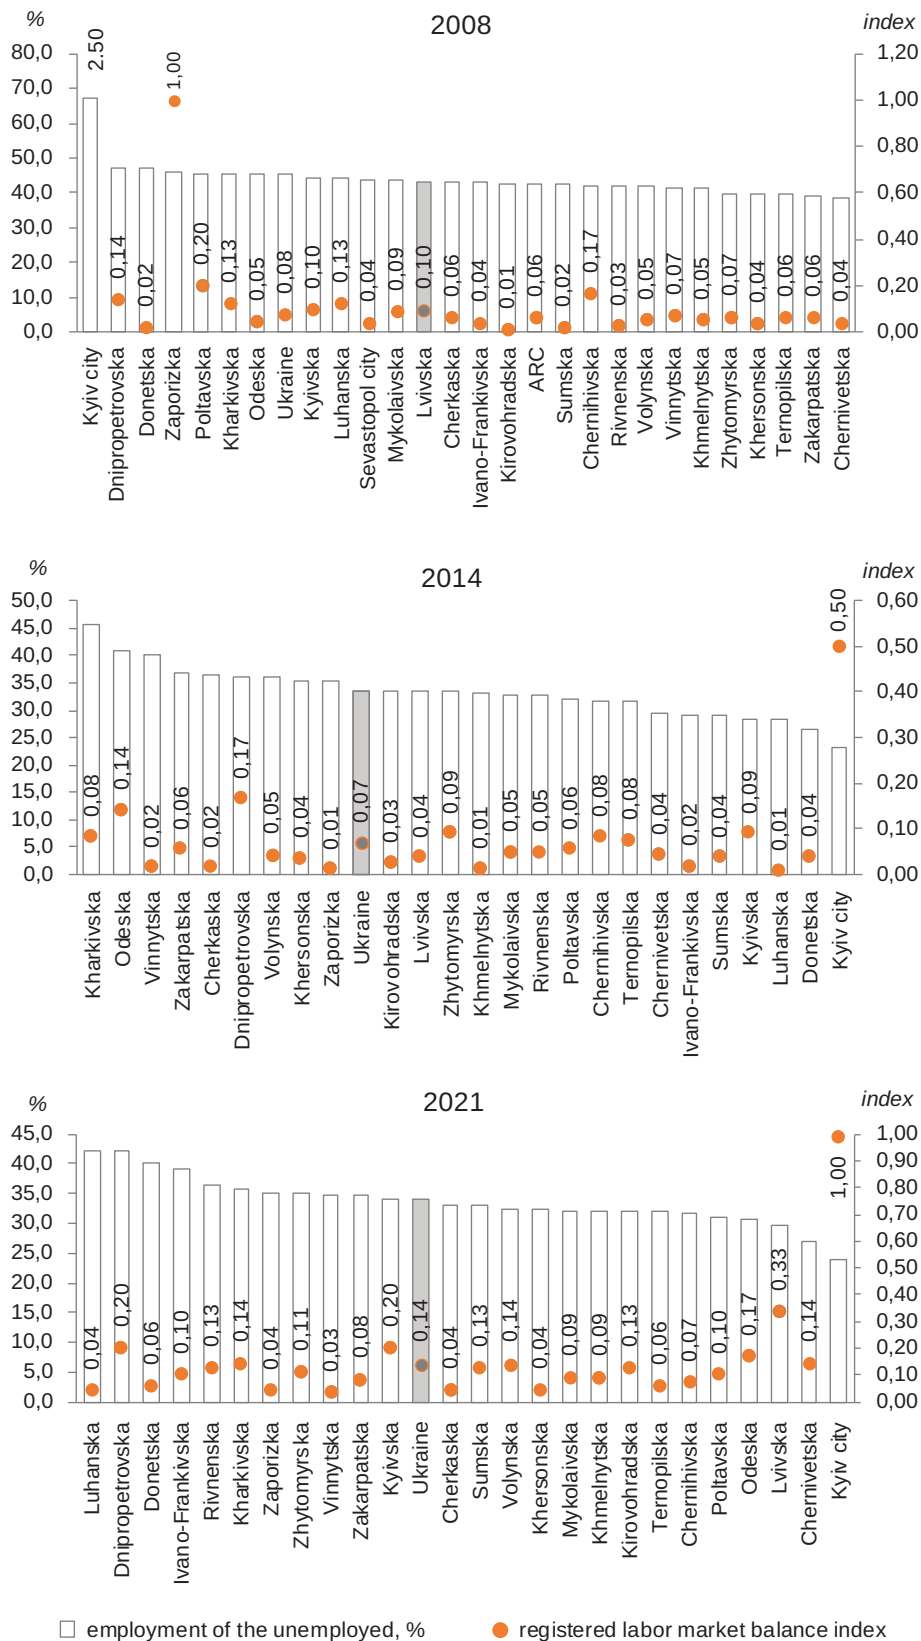 % 2008 index
80,0
70,0
60,0
50,0
40,0
30,0
20,0
10,0
0,0
1,20
1,00
0,80
0,60
0,40
0,20
0,00
2.50 0,14 0,02 1,00 0,20 0,13 0,05 0,08 0,10 0,13 0,04 0,09 0,10 0,06 0,04 0,01 0,06 0,02 0,17 0,03 0,05 0,07 0,05 0,07 0,04 0,06 0,06 0,04
Kyiv city
Dnipropetrovska
Donetska
Zaporizka
Poltavska
Kharkivska
Odeska
Ukraine
Kyivska
Luhanska
Sevastopol city
Mykolaivska
Lvivska
Cherkaska
Ivano-Frankivska
Kirovohradska
ARC
Sumska
Chernihivska
Rivnenska
Volynska
Vinnytska
Khmelnytska
Zhytomyrska
Khersonska
Ternopilska
Zakarpatska
Chernivetska
% 2014 index
50,0
45,0
40,0
35,0
30,0
25,0
20,0
15,0
10,0
5,0
0,0
0,60
0,50
0,40
0,30
0,20
0,10
0,00
0,08 0,14 0,02 0,06 0,02 0,17 0,05 0,04 0,01 0,07 0,03 0,04 0,09 0,01 0,05 0,05 0,06 0,08 0,08 0,04 0,02 0,04 0,09 0,01 0,04 0,50
Kharkivska
Odeska
Vinnytska
Zakarpatska
Cherkaska
Dnipropetrovska
Volynska
Khersonska
Zaporizka
Ukraine
Kirovohradska
Lvivska
Zhytomyrska
Khmelnytska
Mykolaivska
Rivnenska
Poltavska
Chernihivska
Ternopilska
Chernivetska
Ivano-Frankivska
Sumska
Kyivska
Luhanska
Donetska
Kyiv city
% 2021 index
45,0
40,0
35,0
30,0
25,0
20,0
15,0
10,0
5,0
0,0
1,00
0,90
0,80
0,70
0,60
0,50
0,40
0,30
0,20
0,10
0,00
0,04 0,20 0,06 0,10 0,13 0,14 0,04 0,11 0,03 0,08 0,20 0,14 0,04 0,13 0,14 0,04 0,09 0,09 0,13 0,06 0,07 0,10 0,17 0,33 0,14 1,00
Luhanska
Dnipropetrovska
Donetska
Ivano-Frankivska
Rivnenska
Kharkivska
Zaporizka
Zhytomyrska
Vinnytska
Zakarpatska
Kyivska
Ukraine
Cherkaska
Sumska
Volynska
Khersonska
Mykolaivska
Khmelnytska
Kirovohradska
Ternopilska
Chernihivska
Poltavska
Odeska
Lvivska
Chernivetska
Kyiv city
employment of the unemployed, % registered labor market balance index